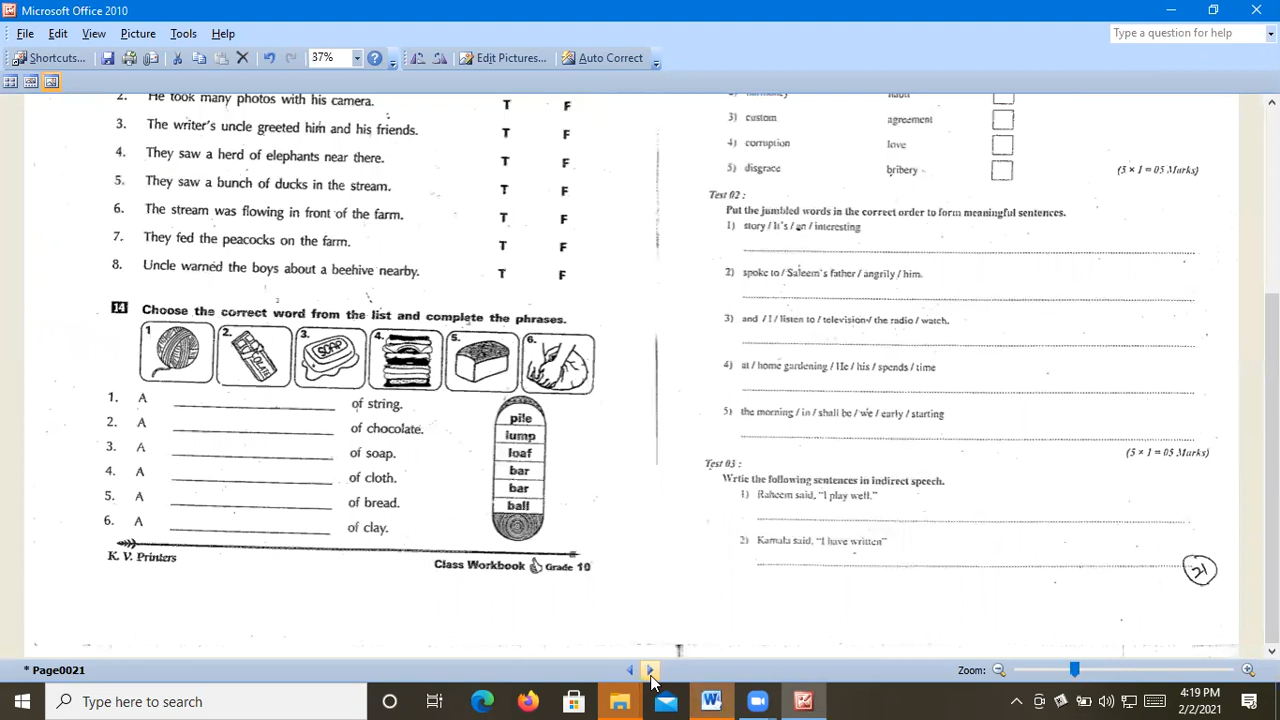 Microsoft Office 2010
File Edit View Picture Tools Help
Type a question for help
Shortcuts...
37%
Edit Pictures...
Auto Correct
2. He took many photos with his camera. T F
3. The writer's uncle greeted him and his friends. T F
4. They saw a herd of elephants near there. T F
5. They saw a bunch of ducks in the stream. T F
6. The stream was flowing in front of the farm. T F
7. They fed the peacocks on the farm. T F
8. Uncle warned the boys about a beehive nearby. T F
14 Choose the correct word from the list and complete the phrases.
1 2. 3. 4. 5. 6.
SOAP
1. A of string.
2. A of chocolate.
3. A of soap.
4. A of cloth.
5. A of bread.
6. A of clay.
pile
lump
loaf
bar
bar
ball
K. V. Printers
Class Workbook Grade 10
3) custom agreement
4) corruption love
5) disgrace bribery
(5 × 1 = 05 Marks)
Test 02 :
Put the jumbled words in the correct order to form meaningful sentences.
1) story / It's / an / interesting
2) spoke to / Saleem's father / angrily / him.
3) and / I / listen to / television / the radio / watch.
4) at / home gardening / He / his / spends / time
5) the morning / in / shall be / we / early / starting
(5 × 1 = 05 Marks)
Test 03 :
Write the following sentences in indirect speech.
1) Raheem said, "I play well."
2) Kamala said, "I have written"
21
* Page0021
Zoom:
Type here to search
4:19 PM
2/2/2021